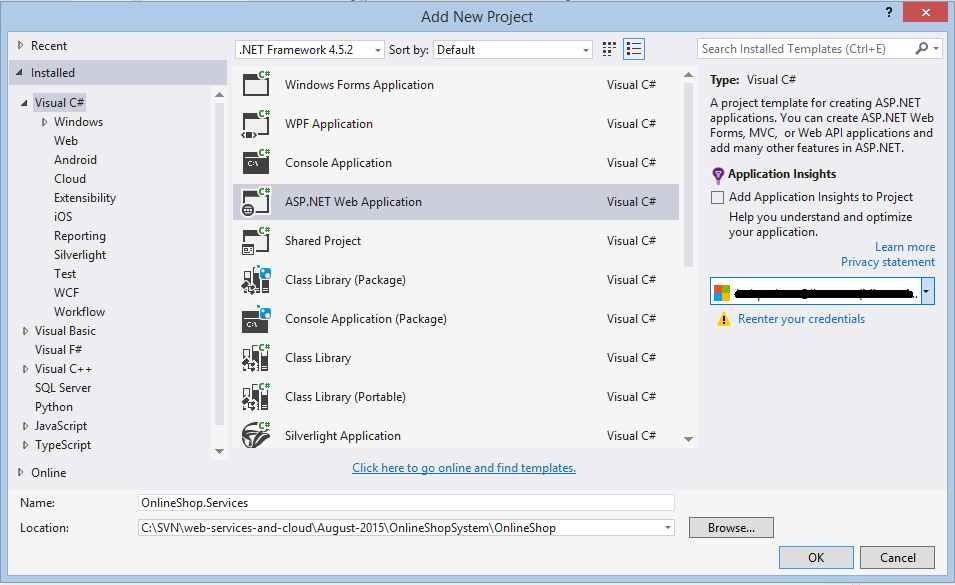 Add New Project
?
Recent
Installed
Visual C#
Windows
Web
Android
Cloud
Extensibility
iOS
Reporting
Silverlight
Test
WCF
Workflow
Visual Basic
Visual F#
Visual C++
SQL Server
Python
JavaScript
TypeScript
Online
.NET Framework 4.5.2 Sort by: Default
Windows Forms Application Visual C#
WPF Application Visual C#
Console Application Visual C#
ASP.NET Web Application Visual C#
Shared Project Visual C#
Class Library (Package) Visual C#
Console Application (Package) Visual C#
Class Library Visual C#
Class Library (Portable) Visual C#
Silverlight Application Visual C#
Click here to go online and find templates.
Search Installed Templates (Ctrl+E)
Type: Visual C#
A project template for creating ASP.NET
applications. You can create ASP.NET Web
Forms, MVC, or Web API applications and
add many other features in ASP.NET.
Application Insights
Add Application Insights to Project
Help you understand and optimize
your application.
Learn more
Privacy statement
Reenter your credentials
Name: OnlineShop.Services
Location: C:\SVN\web-services-and-cloud\August-2015\OnlineShopSystem\OnlineShop
Browse...
OK Cancel